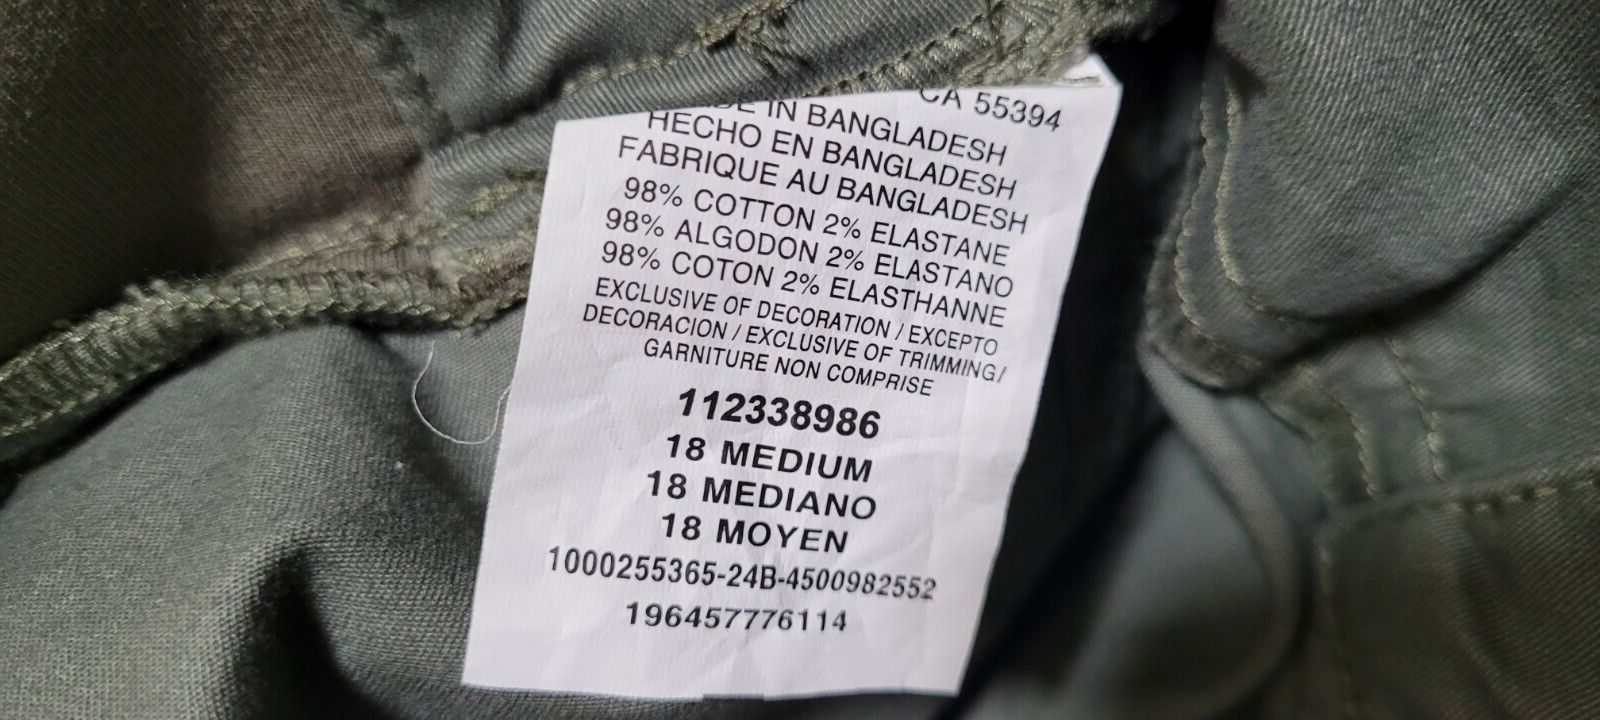 CA 55394
IN BANGLADESH
HECHO EN BANGLADESH
FABRIQUE AU BANGLADESH
98% COTTON 2% ELASTANE
98% ALGODON 2% ELASTANO
98% COTON 2% ELASTHANNE
EXCLUSIVE OF DECORATION / EXCEPTO
DECORACION / EXCLUSIVE OF TRIMMING/
GARNITURE NON COMPRISE
112338986
18 MEDIUM
18 MEDIANO
18 MOYEN
1000255365-24B-4500982552
196457776114